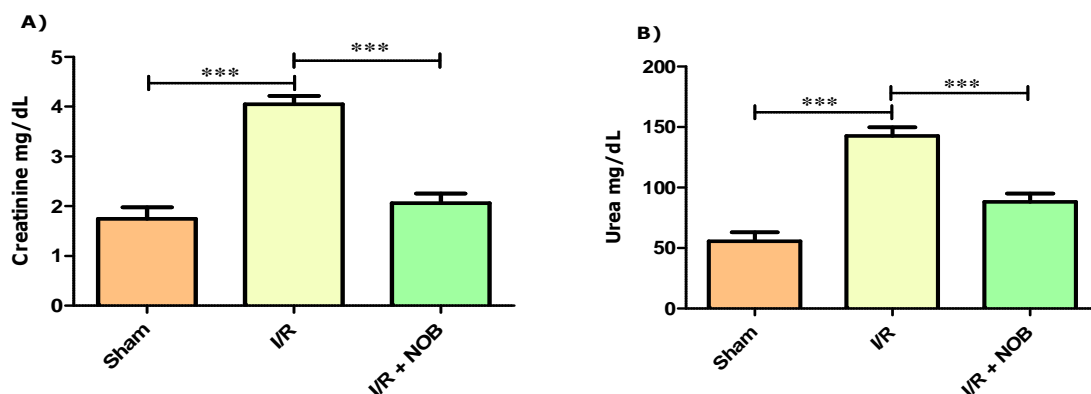 A)
Creatinine mg/dL
5
4
3
2
1
0
***
***
Sham
I/R
I/R + NOB
B)
Urea mg/dL
200
150
100
50
0
***
***
Sham
I/R
I/R + NOB